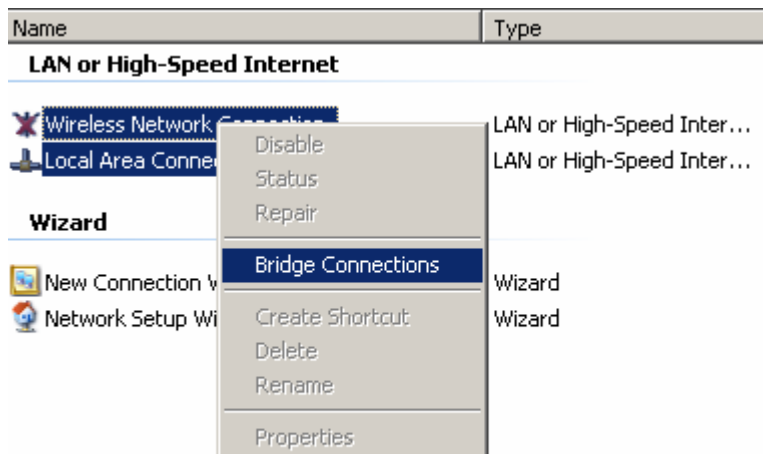 Name Type
LAN or High-Speed Internet
Wireless Network Connection LAN or High-Speed Inter...
Local Area Conne LAN or High-Speed Inter...
Disable
Status
Repair
Wizard
Bridge Connections
New Connection W Wizard
Network Setup Wi Wizard
Create Shortcut
Delete
Rename
Properties